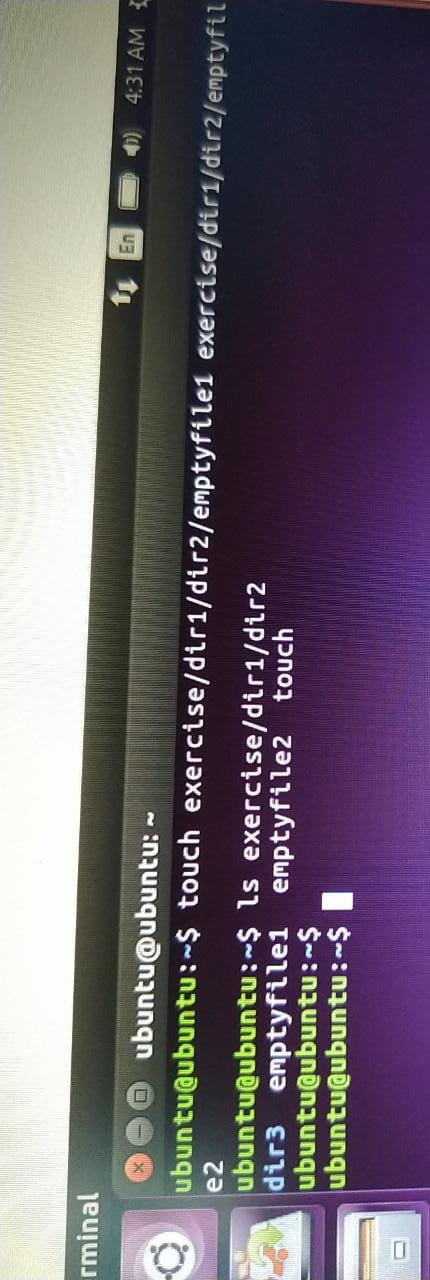 rminal
En 4:31 AM
ubuntu@ubuntu: ~
ubuntu@ubuntu:~$ touch exercise/dir1/dir2/emptyfile1 exercise/dir1/dir2/emptyfil
e2
ubuntu@ubuntu:~$ ls exercise/dir1/dir2
dir3 emptyfile1 emptyfile2 touch
ubuntu@ubuntu:~$
ubuntu@ubuntu:~$